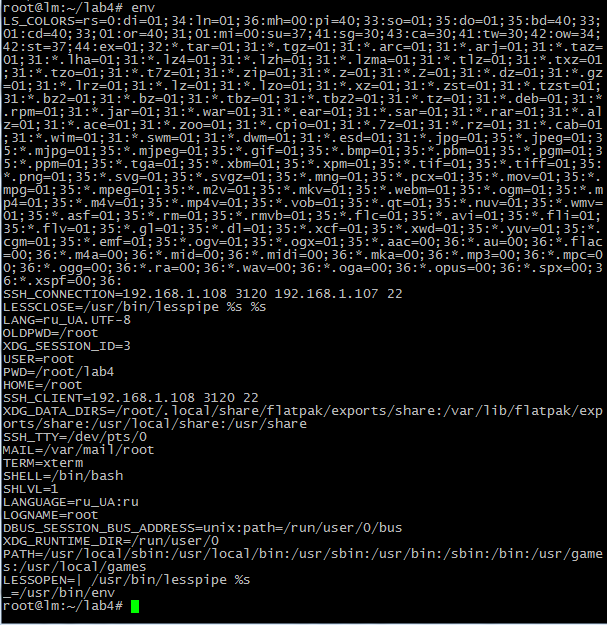 root@lm:~/lab4# env
LS_COLORS=rs=0:di=01;34:ln=01;36:mh=00:pi=40;33:so=01;35:do=01;35:bd=40;33;
01:cd=40;33;01:or=40;31;01:mi=00:su=37;41:sg=30;43:ca=30;41:tw=30;42:ow=34;
42:st=37;44:ex=01;32:*.tar=01;31:*.tgz=01;31:*.arc=01;31:*.arj=01;31:*.taz=
01;31:*.lha=01;31:*.lz4=01;31:*.lzh=01;31:*.lzma=01;31:*.tlz=01;31:*.txz=01
;31:*.tzo=01;31:*.t7z=01;31:*.zip=01;31:*.z=01;31:*.Z=01;31:*.dz=01;31:*.gz
=01;31:*.lrz=01;31:*.lz=01;31:*.lzo=01;31:*.xz=01;31:*.zst=01;31:*.tzst=01;
31:*.bz2=01;31:*.bz=01;31:*.tbz=01;31:*.tbz2=01;31:*.tz=01;31:*.deb=01;31:*
.rpm=01;31:*.jar=01;31:*.war=01;31:*.ear=01;31:*.sar=01;31:*.rar=01;31:*.al
z=01;31:*.ace=01;31:*.zoo=01;31:*.cpio=01;31:*.7z=01;31:*.rz=01;31:*.cab=01
;31:*.wim=01;31:*.swm=01;31:*.dwm=01;31:*.esd=01;31:*.jpg=01;35:*.jpeg=01;3
5:*.mjpg=01;35:*.mjpeg=01;35:*.gif=01;35:*.bmp=01;35:*.pbm=01;35:*.pgm=01;3
5:*.ppm=01;35:*.tga=01;35:*.xbm=01;35:*.xpm=01;35:*.tif=01;35:*.tiff=01;35:
*.png=01;35:*.svg=01;35:*.svgz=01;35:*.mng=01;35:*.pcx=01;35:*.mov=01;35:*.
mpg=01;35:*.mpeg=01;35:*.m2v=01;35:*.mkv=01;35:*.webm=01;35:*.ogm=01;35:*.m
p4=01;35:*.m4v=01;35:*.mp4v=01;35:*.vob=01;35:*.qt=01;35:*.nuv=01;35:*.wmv=
01;35:*.asf=01;35:*.rm=01;35:*.rmvb=01;35:*.flc=01;35:*.avi=01;35:*.fli=01;
35:*.flv=01;35:*.gl=01;35:*.dl=01;35:*.xcf=01;35:*.xwd=01;35:*.yuv=01;35:*.
cgm=01;35:*.emf=01;35:*.ogv=01;35:*.ogx=01;35:*.aac=00;36:*.au=00;36:*.flac
=00;36:*.m4a=00;36:*.mid=00;36:*.midi=00;36:*.mka=00;36:*.mp3=00;36:*.mpc=0
0;36:*.ogg=00;36:*.ra=00;36:*.wav=00;36:*.oga=00;36:*.opus=00;36:*.spx=00;3
6:*.xspf=00;36:
SSH_CONNECTION=192.168.1.108 3120 192.168.1.107 22
LESSCLOSE=/usr/bin/lesspipe %s %s
LANG=ru_UA.UTF-8
OLDPWD=/root
XDG_SESSION_ID=3
USER=root
PWD=/root/lab4
HOME=/root
SSH_CLIENT=192.168.1.108 3120 22
XDG_DATA_DIRS=/root/.local/share/flatpak/exports/share:/var/lib/flatpak/exp
orts/share:/usr/local/share:/usr/share
SSH_TTY=/dev/pts/0
MAIL=/var/mail/root
TERM=xterm
SHELL=/bin/bash
SHLVL=1
LANGUAGE=ru_UA:ru
LOGNAME=root
DBUS_SESSION_BUS_ADDRESS=unix:path=/run/user/0/bus
XDG_RUNTIME_DIR=/run/user/0
PATH=/usr/local/sbin:/usr/local/bin:/usr/sbin:/usr/bin:/sbin:/bin:/usr/game
s:/usr/local/games
LESSOPEN=| /usr/bin/lesspipe %s
_=/usr/bin/env
root@lm:~/lab4#